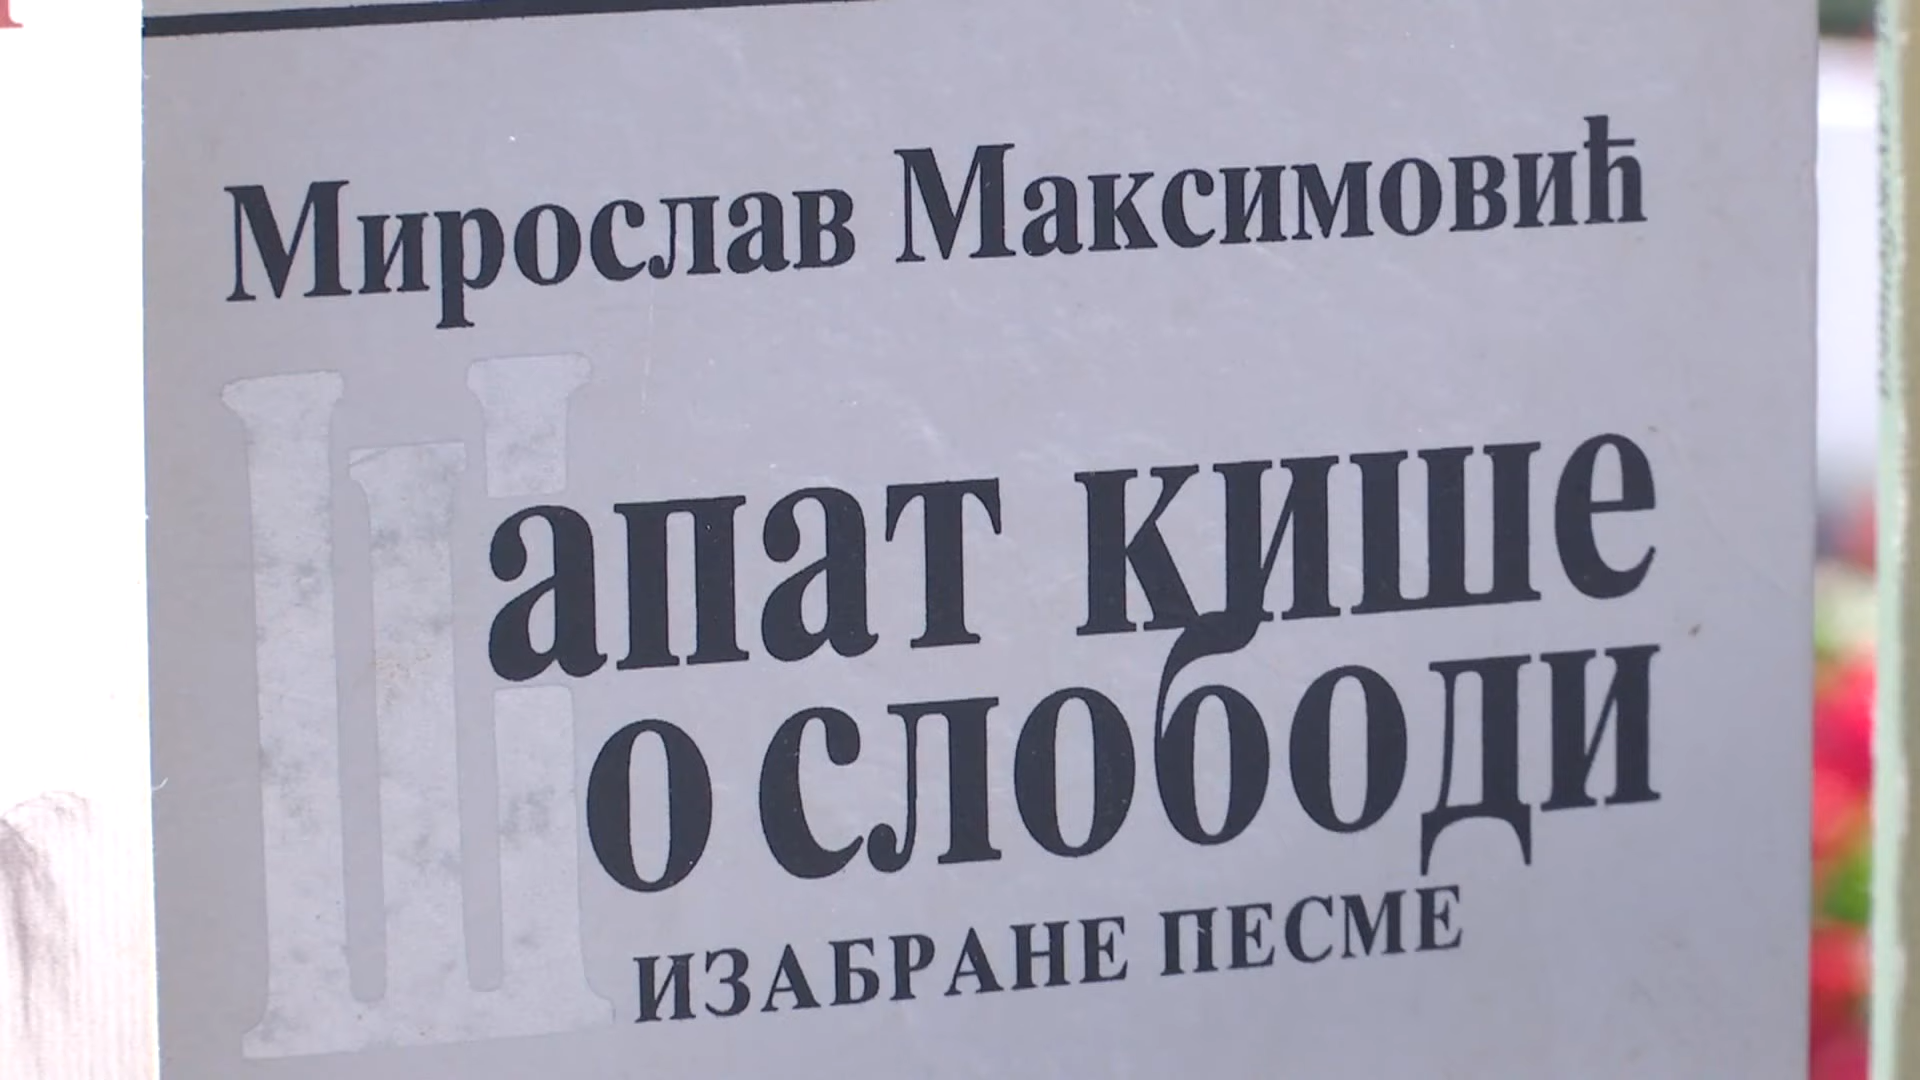 Мирослав Максимовић
Шапат кише
о слободи
ИЗАБРАНЕ ПЕСМЕ